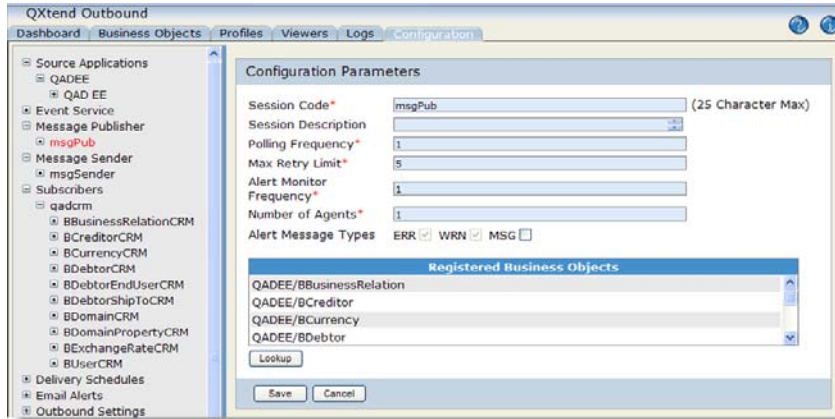 QXtend Outbound
Dashboard Business Objects Profiles Viewers Logs Configuration
Source Applications
QADEE
QAD EE
Event Service
Message Publisher
msgPub
Message Sender
msgSender
Subscribers
qadcrm
BBusinessRelationCRM
BCreditorCRM
BCurrencyCRM
BDebtorCRM
BDebtorEndUserCRM
BDebtorShipToCRM
BDomainCRM
BDomainPropertyCRM
BExchangeRateCRM
BUserCRM
Delivery Schedules
Email Alerts
Outbound Settings
Configuration Parameters
Session Code* msgPub (25 Character Max)
Session Description
Polling Frequency* 1
Max Retry Limit* 5
Alert Monitor
Frequency* 1
Number of Agents* 1
Alert Message Types ERR WRN MSG
Registered Business Objects
QADEE/BBusinessRelation
QADEE/BCreditor
QADEE/BCurrency
QADEE/BDebtor
Lookup
Save Cancel